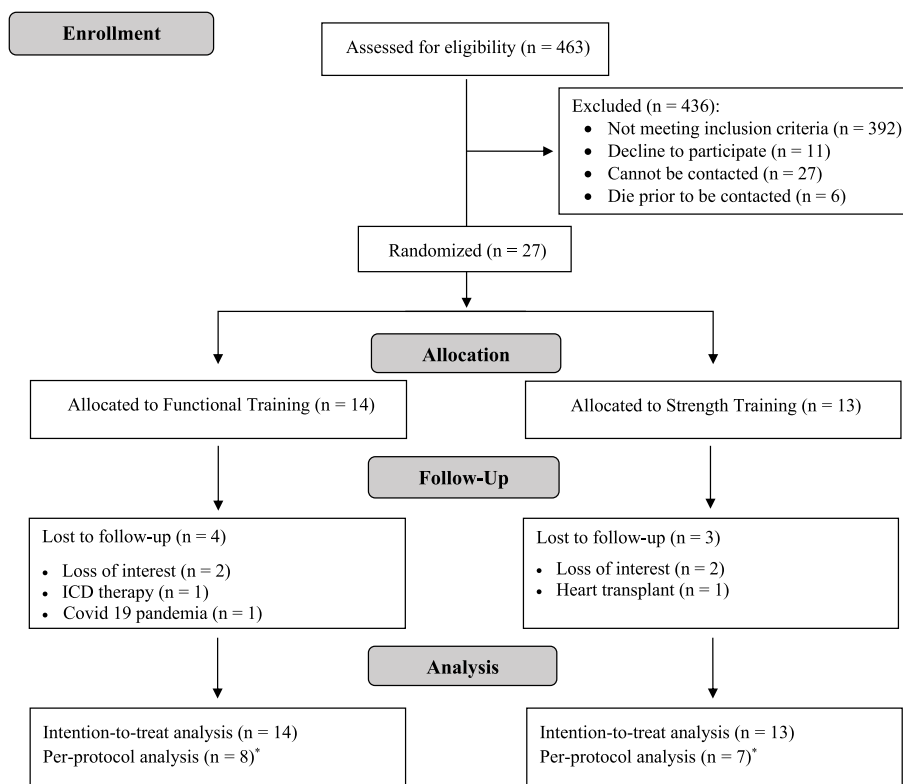 Enrollment
Assessed for eligibility (n = 463)
Excluded (n = 436):
• Not meeting inclusion criteria (n = 392)
• Decline to participate (n = 11)
• Cannot be contacted (n = 27)
• Die prior to be contacted (n = 6)
Randomized (n = 27)
Allocation
Allocated to Functional Training (n = 14)
Allocated to Strength Training (n = 13)
Follow-Up
Lost to follow-up (n = 4)
• Loss of interest (n = 2)
• ICD therapy (n = 1)
• Covid 19 pandemia (n = 1)
Lost to follow-up (n = 3)
• Loss of interest (n = 2)
• Heart transplant (n = 1)
Analysis
Intention-to-treat analysis (n = 14)
Per-protocol analysis (n = 8)*
Intention-to-treat analysis (n = 13)
Per-protocol analysis (n = 7)*